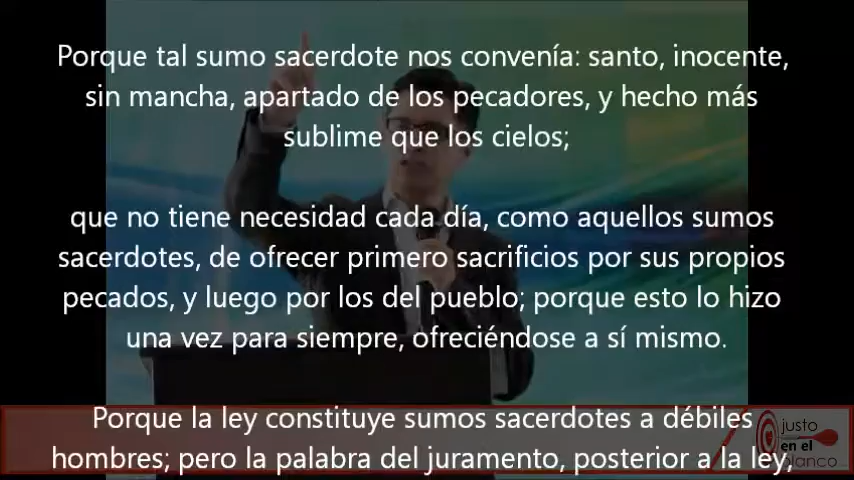 Porque tal sumo sacerdote nos convenía: santo, inocente,
sin mancha, apartado de los pecadores, y hecho más
sublime que los cielos;
que no tiene necesidad cada día, como aquellos sumos
sacerdotes, de ofrecer primero sacrificios por sus propios
pecados, y luego por los del pueblo; porque esto lo hizo
una vez para siempre, ofreciéndose a sí mismo.
Porque la ley constituye sumos sacerdotes a débiles
hombres; pero la palabra del juramento, posterior a la ley,
justo
en el
blanco